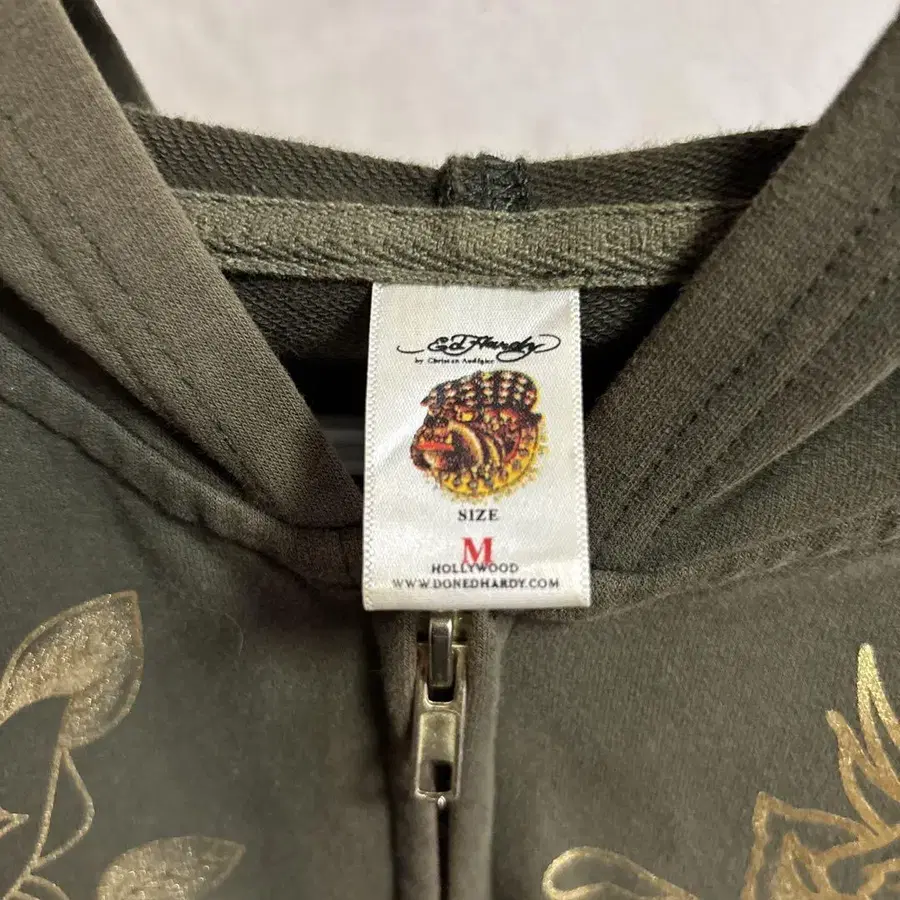 Ed Hardy
by Christian Audigier
SIZE
M
HOLLYWOOD
WWW.DONEDHARDY.COM